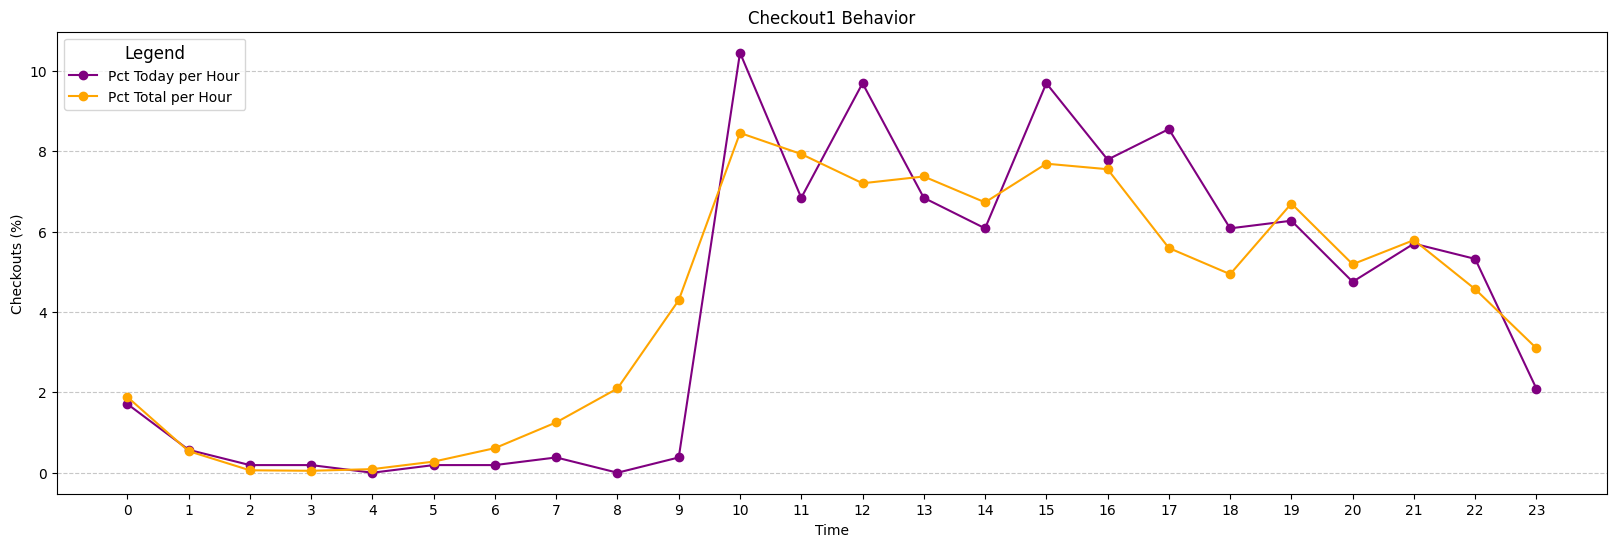 Checkout1 Behavior
Legend
Pct Today per Hour
Pct Total per Hour
Checkouts (%)
10
8
6
4
2
0
0 1 2 3 4 5 6 7 8 9 10 11 12 13 14 15 16 17 18 19 20 21 22 23
Time